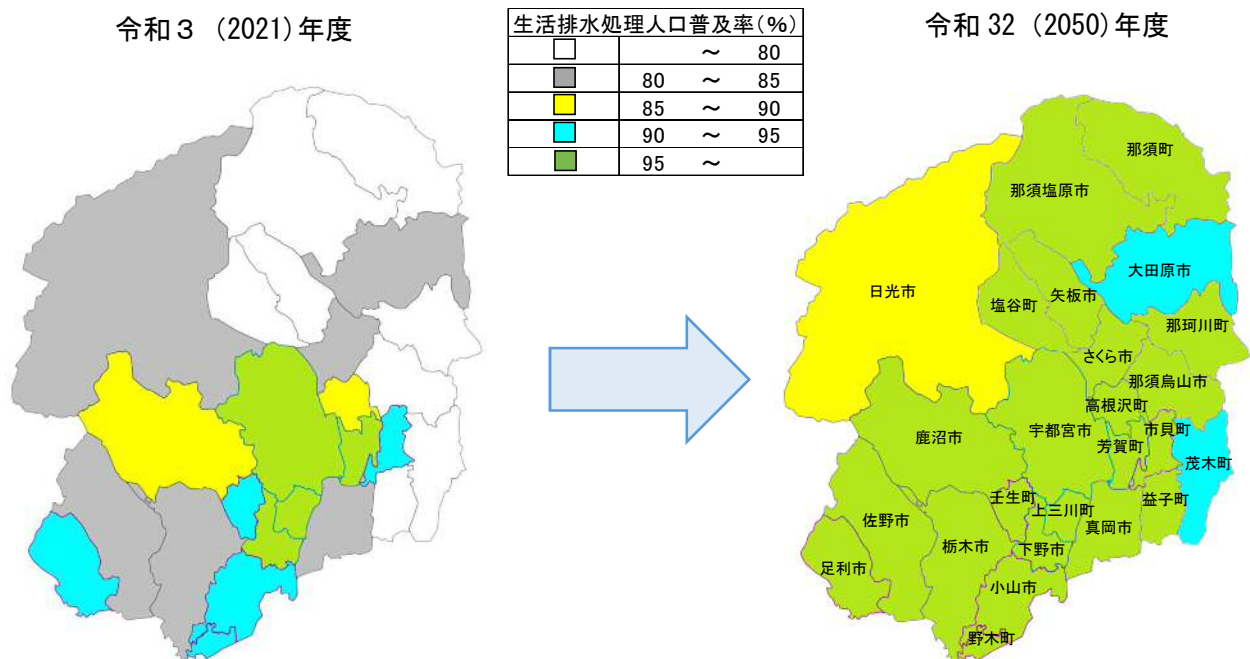 令和３ (2021)年度
生活排水処理人口普及率(%)
～ 80
80 ～ 85
85 ～ 90
90 ～ 95
95 ～
令和 32 (2050)年度
那須町
那須塩原市
大田原市
日光市
矢板市
塩谷町
那珂川町
さくら市
那須烏山市
高根沢町
市貝町
宇都宮市
鹿沼市
芳賀町
茂木町
壬生町
益子町
上三川町
佐野市
真岡市
栃木市
下野市
足利市
小山市
野木町